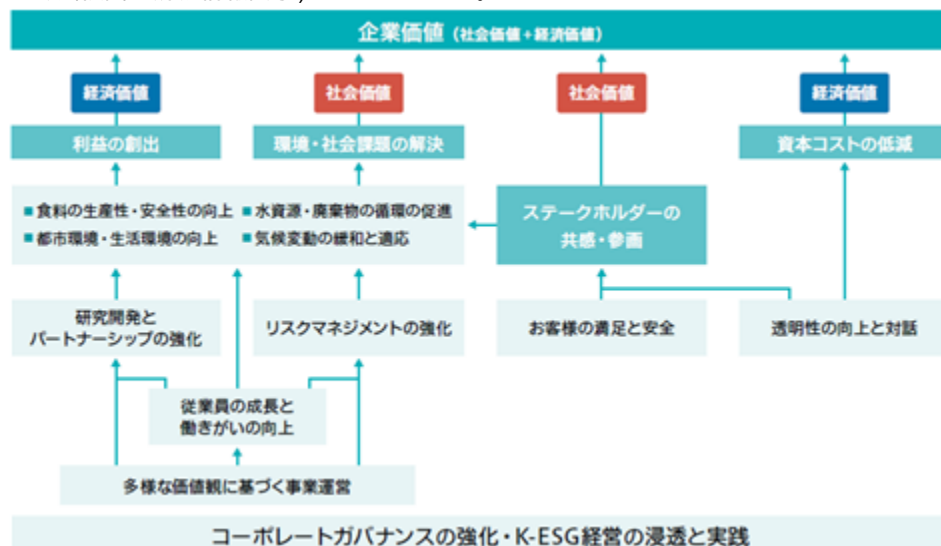 企業価値（社会価値＋経済価値）
経済価値
社会価値
社会価値
経済価値
利益の創出
環境・社会課題の解決
資本コストの低減
■食料の生産性・安全性の向上
■水資源・廃棄物の循環の促進
■都市環境・生活環境の向上
■気候変動の緩和と適応
ステークホルダーの
共感・参画
研究開発と
パートナーシップの強化
リスクマネジメントの強化
お客様の満足と安全
透明性の向上と対話
従業員の成長と
働きがいの向上
多様な価値観に基づく事業運営
コーポレートガバナンスの強化・K-ESG経営の浸透と実践